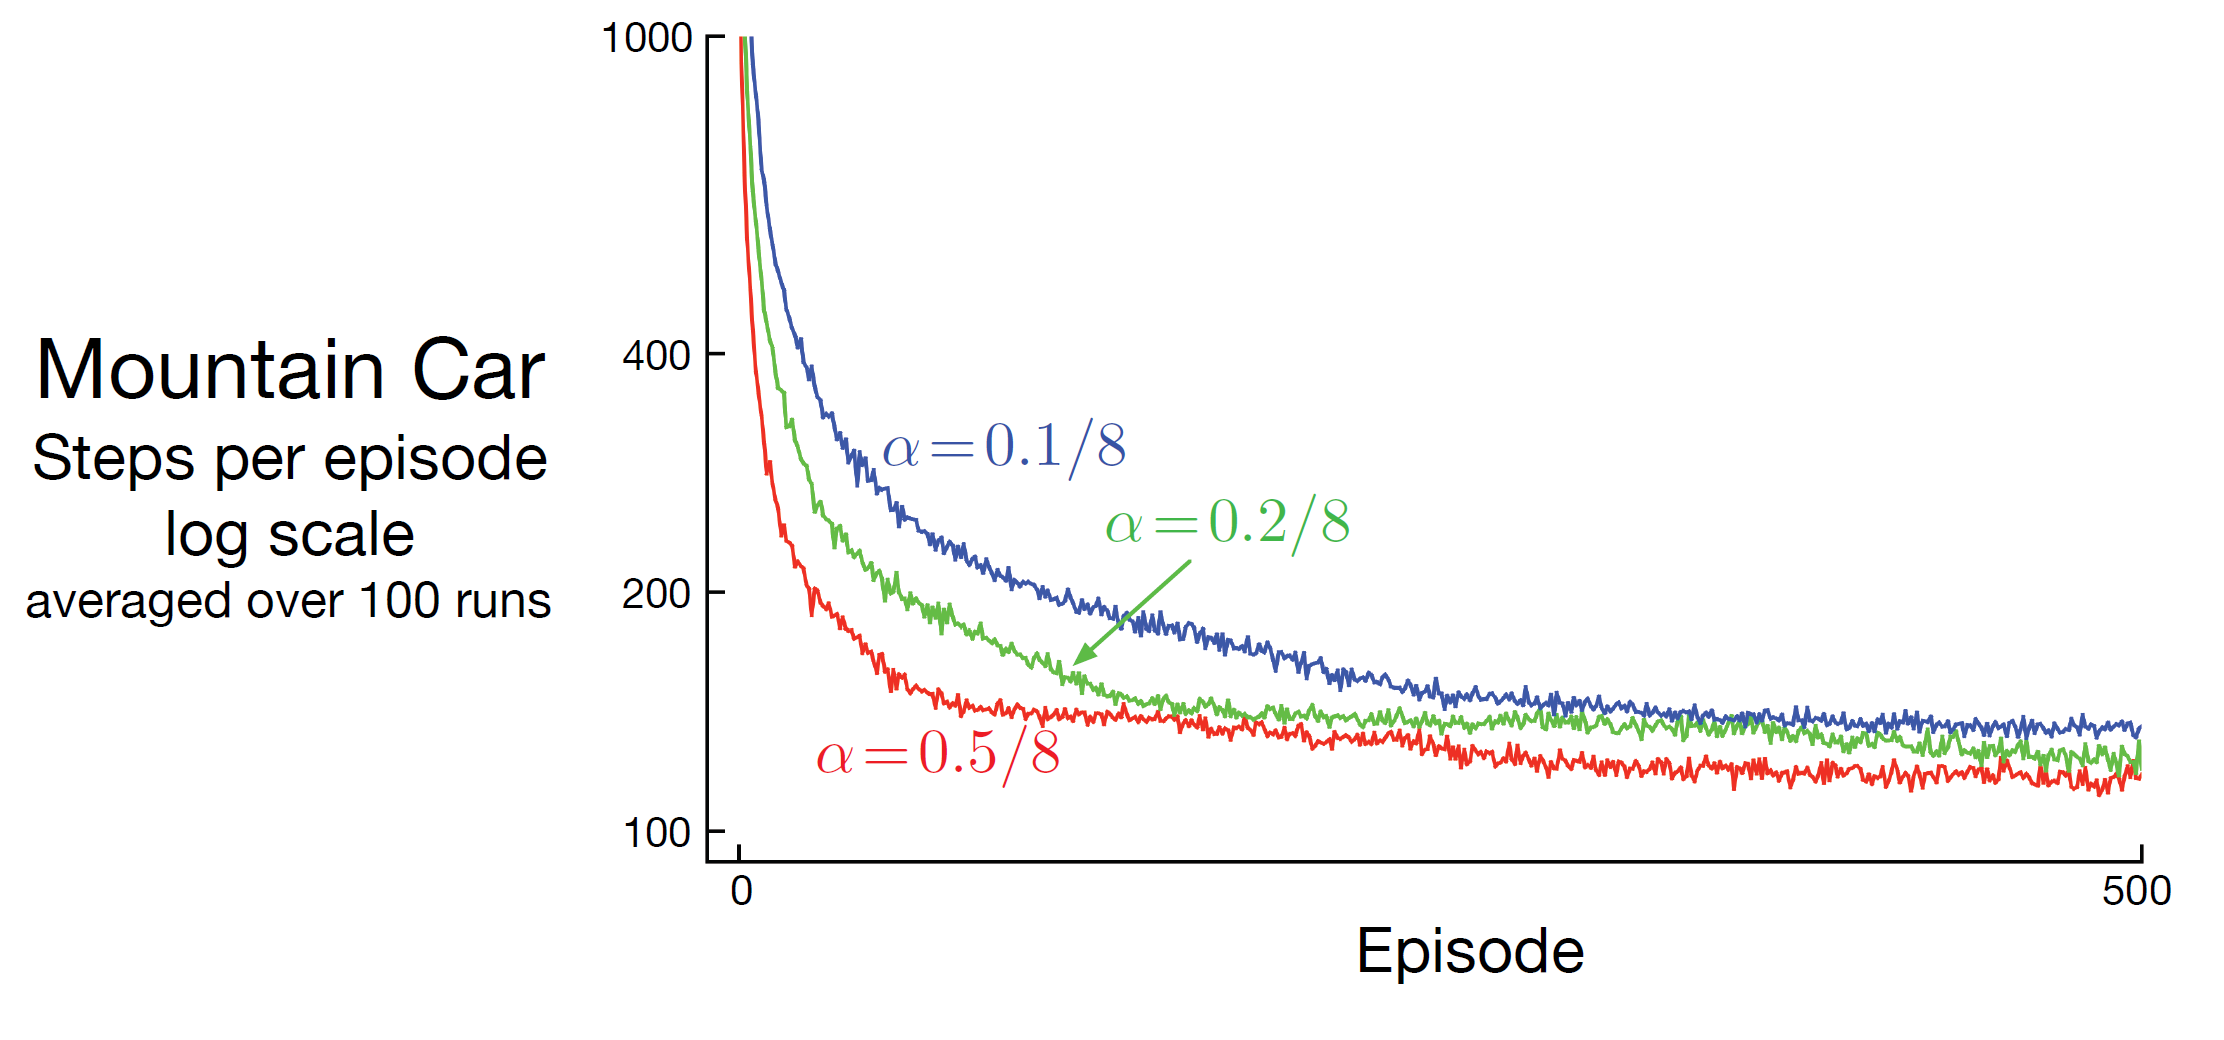 Mountain Car
Steps per episode
log scale
averaged over 100 runs
1000
400
200
100
α=0.1/8
α=0.2/8
α=0.5/8
0
500
Episode